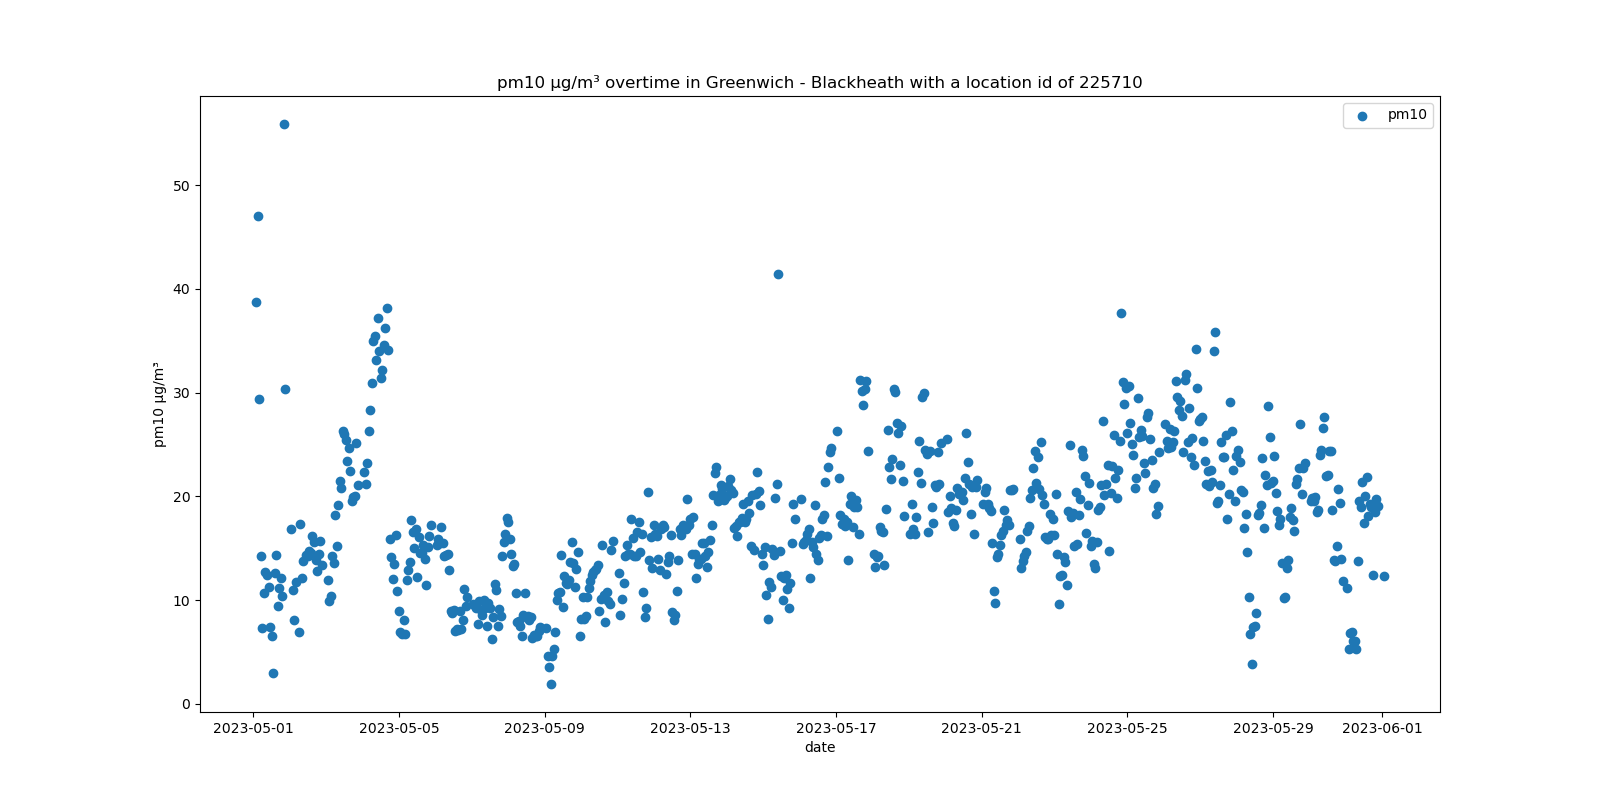 pm10 µg/m³ overtime in Greenwich - Blackheath with a location id of 225710
pm10
50
40
30
20
10
0
pm10 µg/m³
2023-05-01 2023-05-05 2023-05-09 2023-05-13 2023-05-17 2023-05-21 2023-05-25 2023-05-29 2023-06-01
date